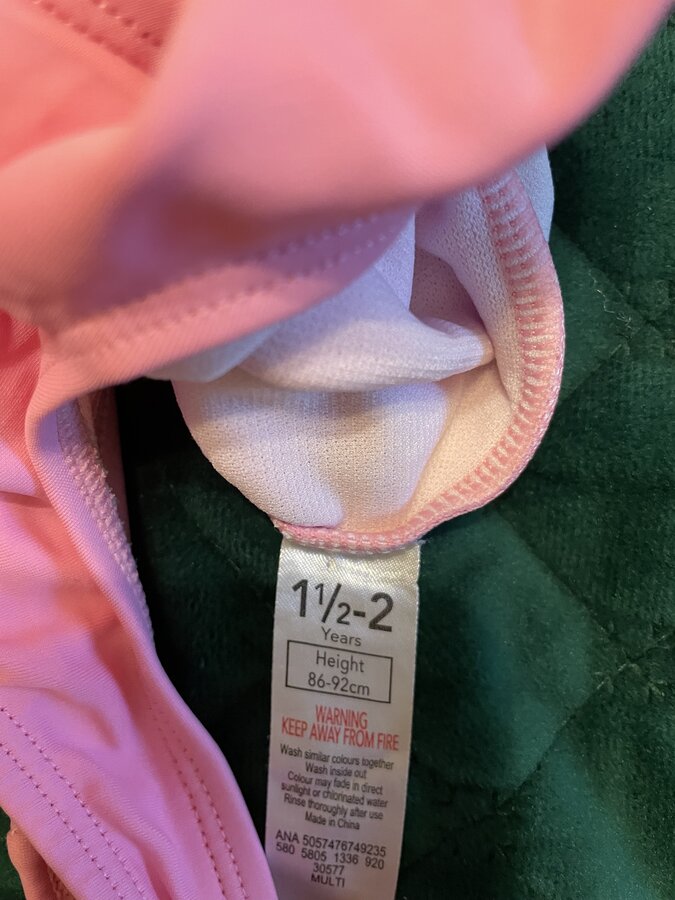 1½-2
Years
Height
86-92cm
WARNING
KEEP AWAY FROM FIRE
Wash similar colours together
Wash inside out
Colour may fade in direct
sunlight or chlorinated water
Rinse thoroughly after use
Made in China
ANA 5057476749235
580 5805 1336 920
30577
MULTI